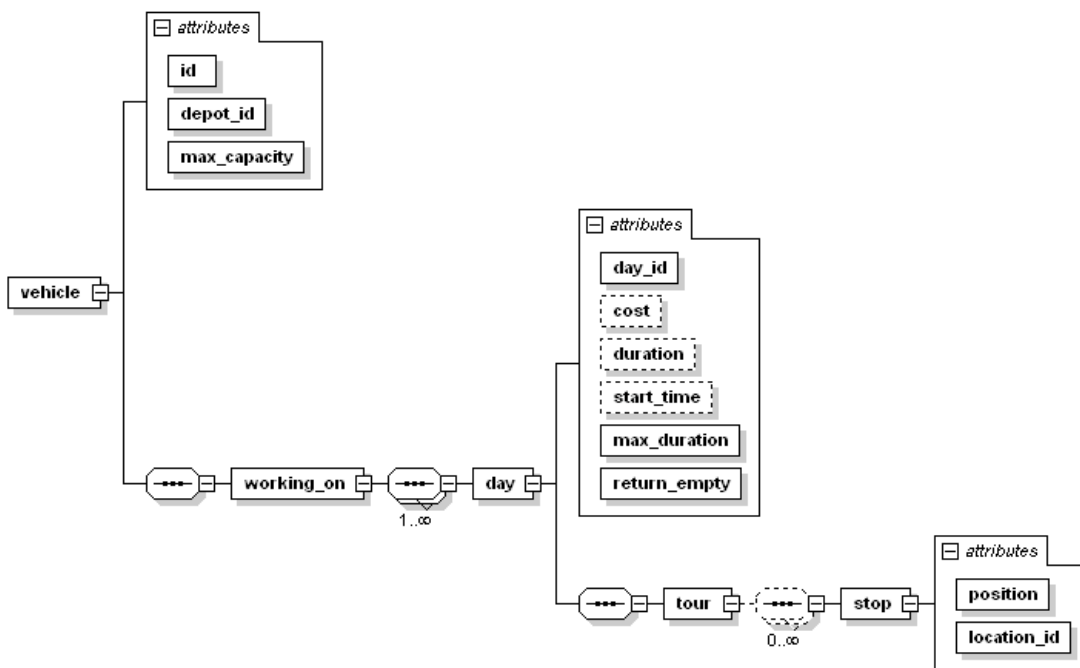 attributes
id
depot_id
max_capacity
vehicle
attributes
day_id
cost
duration
start_time
max_duration
return_empty
working_on
1..∞
day
attributes
tour
0..∞
stop
position
location_id